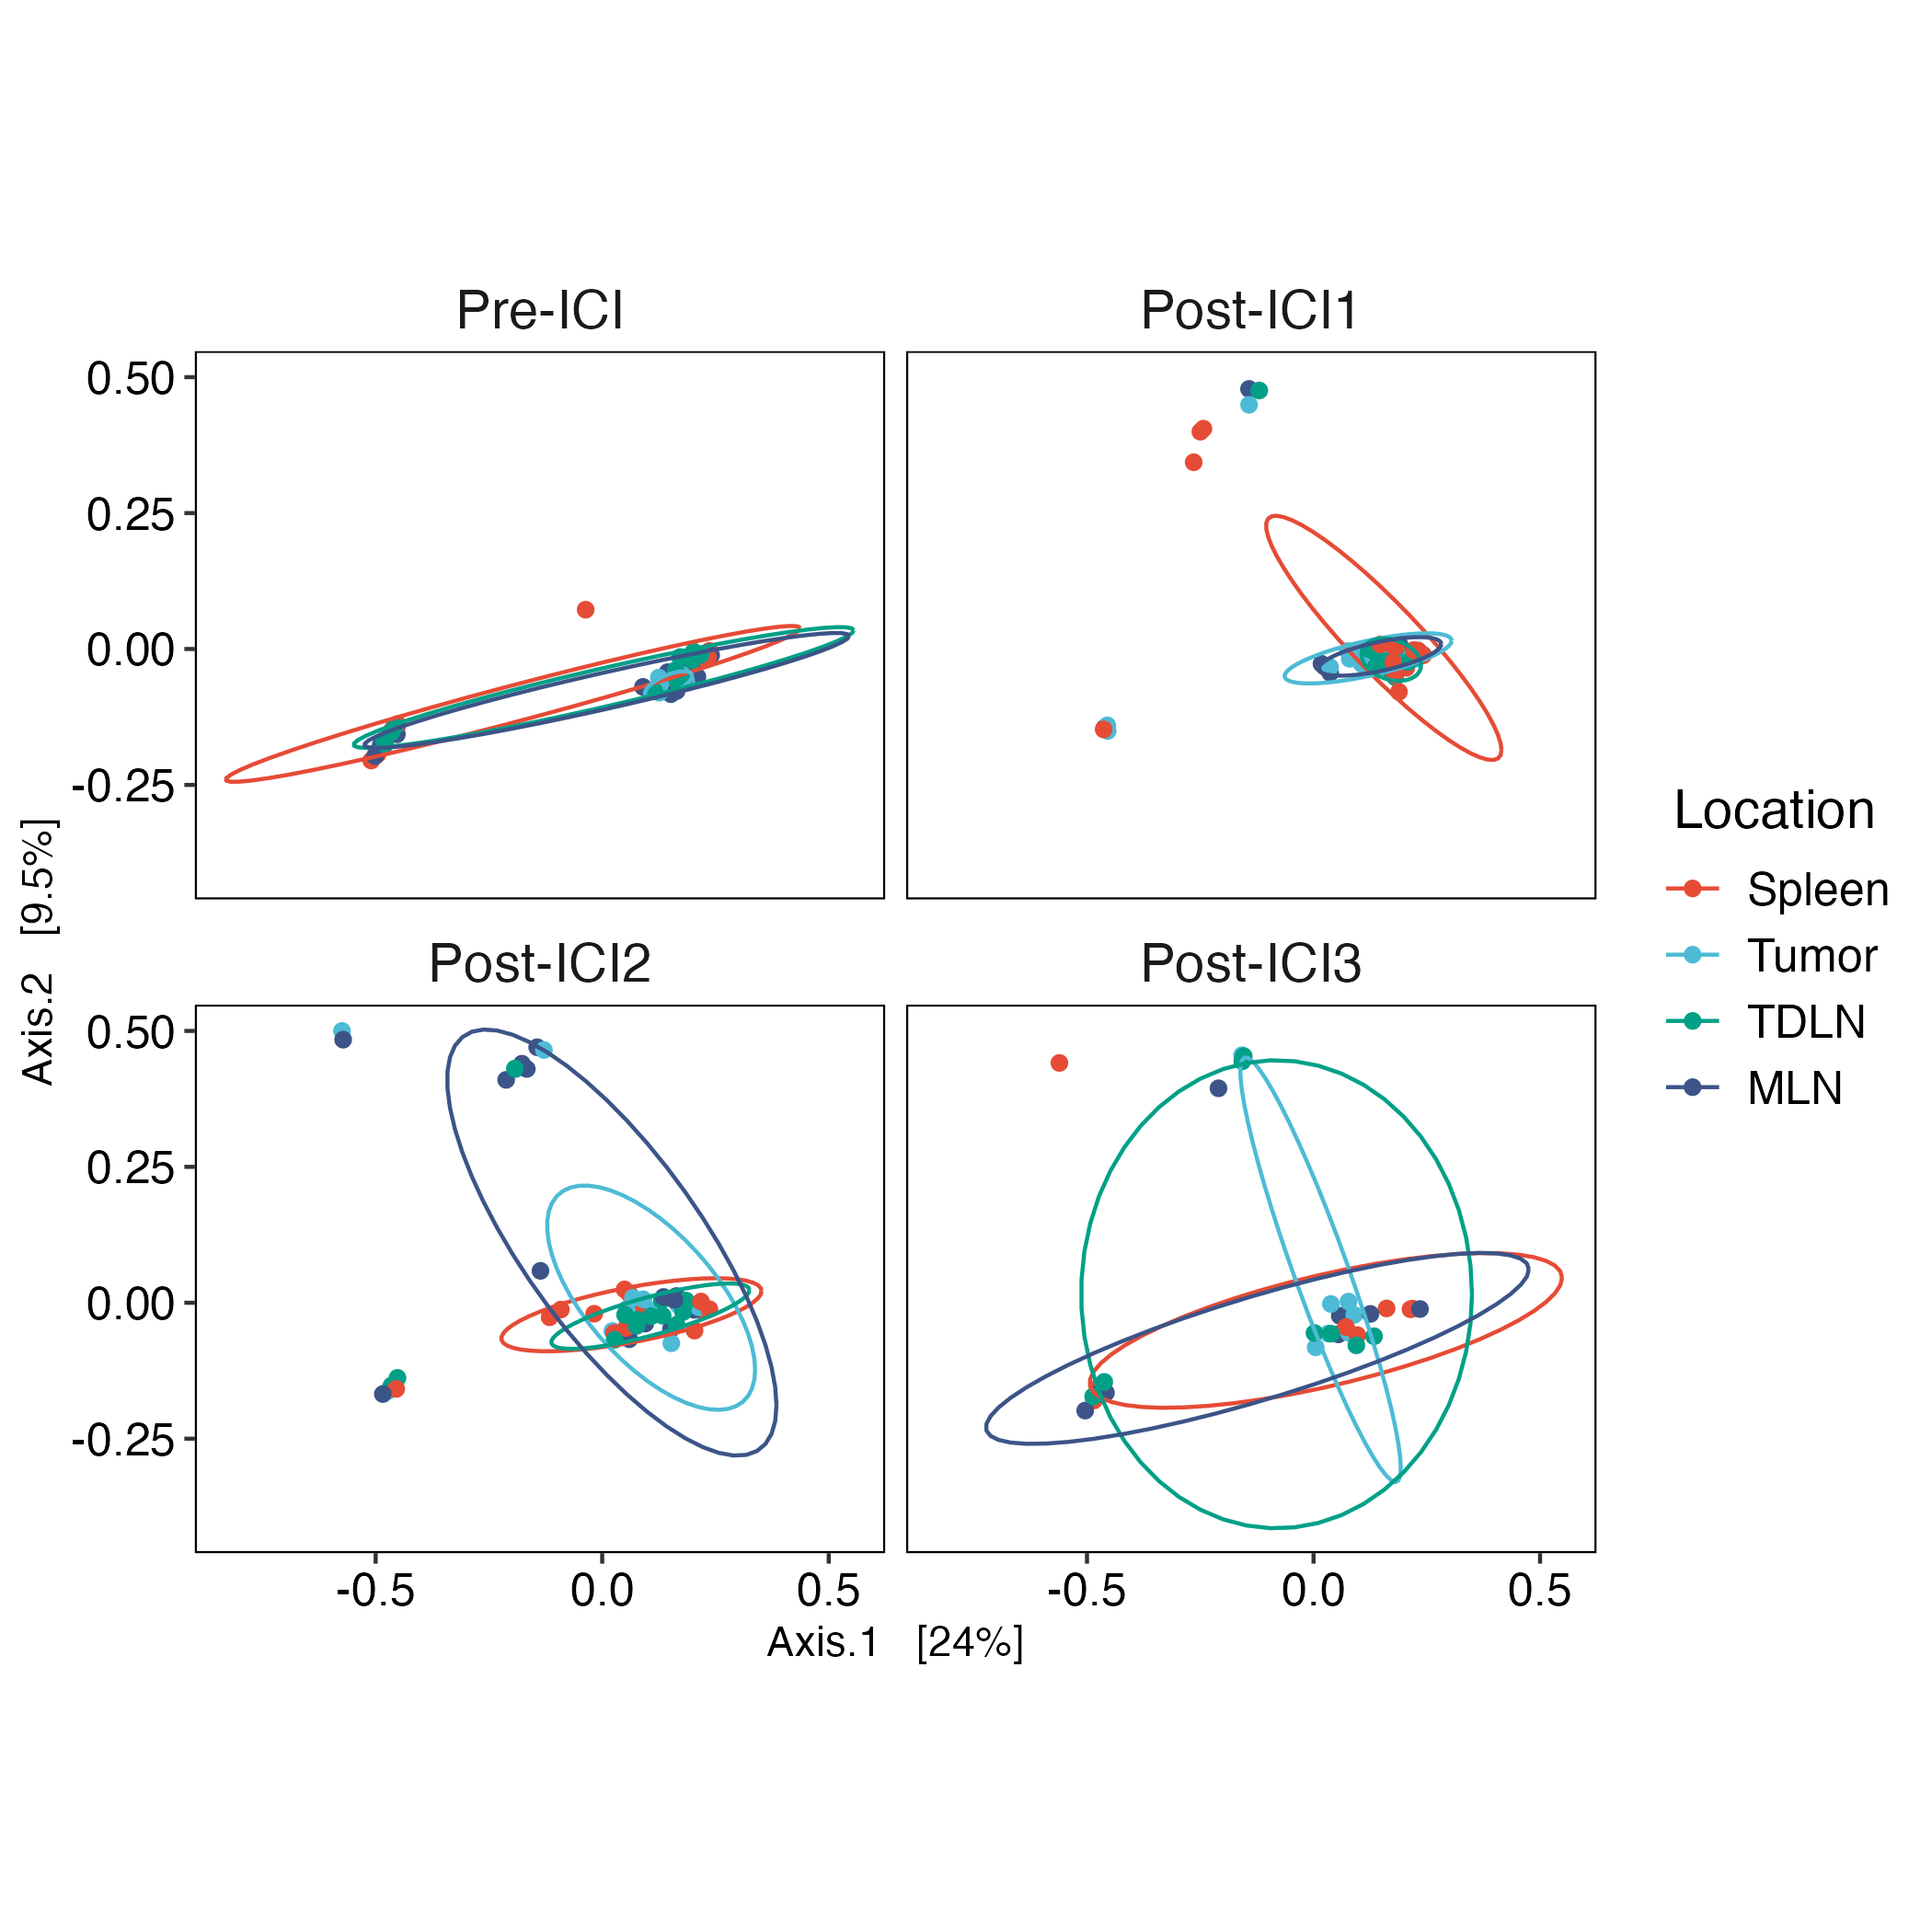 Pre-ICI
Post-ICI1
0.50
0.25
0.00
-0.25
Post-ICI2
Post-ICI3
0.50
0.25
0.00
-0.25
-0.5
0.0
0.5
-0.5
0.0
0.5
Axis.1 [24%]
Axis.2 [9.5%]
Location
Spleen
Tumor
TDLN
MLN